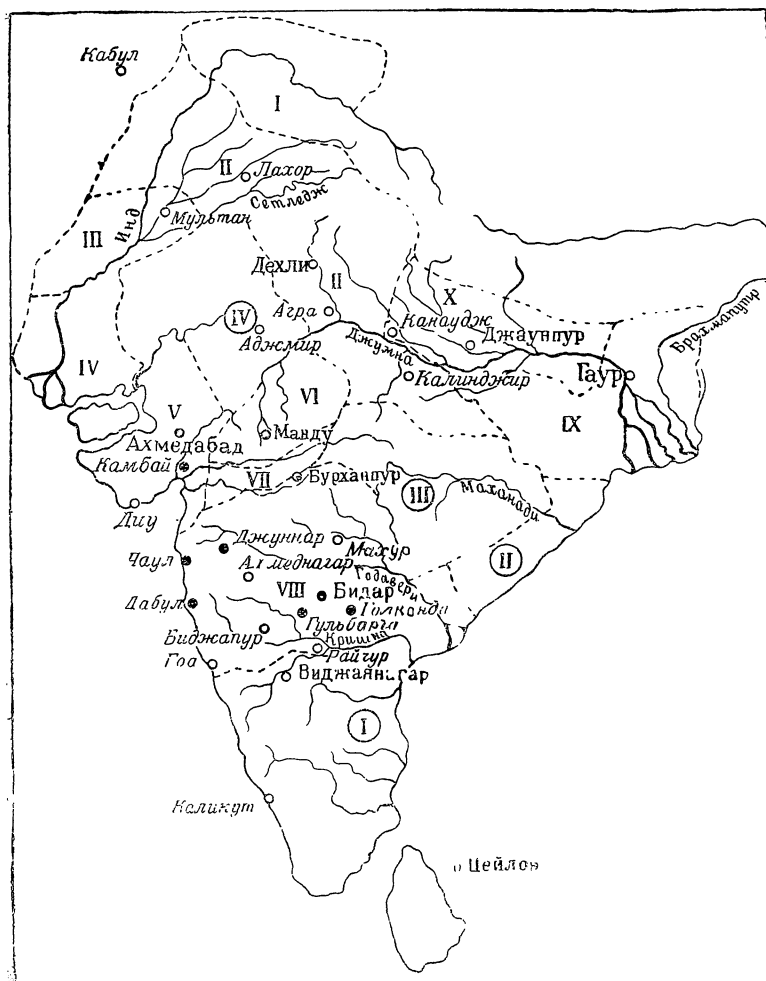 Кабул
I
II
Лахор
Сетледж
Мультан
Инд
III
Дехли
II
X
IV
Агра
Канаудж
Джаунпур
Брахмапутр
Аджмир
Джумна
IV
Калинджир
Гаур
VI
V
IX
Ахмедабад
Манду
Камбай
VII
Бурханпур
III
Маханади
Диу
Джуннар
Махур
II
Чаул
Ахмеднагар
Годавери
VIII
Бидар
Дабул
Голконда
Гульбарга
Биджапур
Кришна
Гоа
Райчур
Виджаянагар
I
Каликут
Цейлон